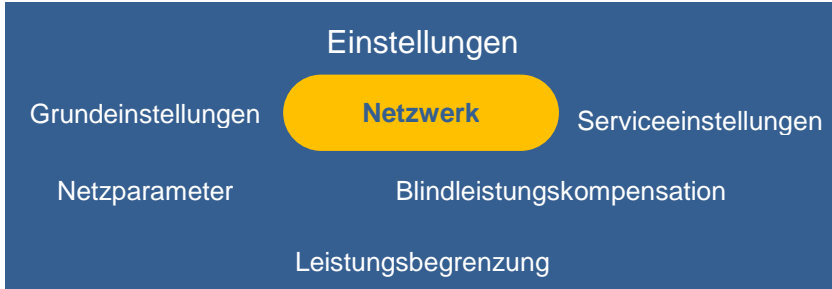 Einstellungen
Grundeinstellungen Netzwerk Serviceeinstellungen
Netzparameter Blindleistungskompensation
Leistungsbegrenzung